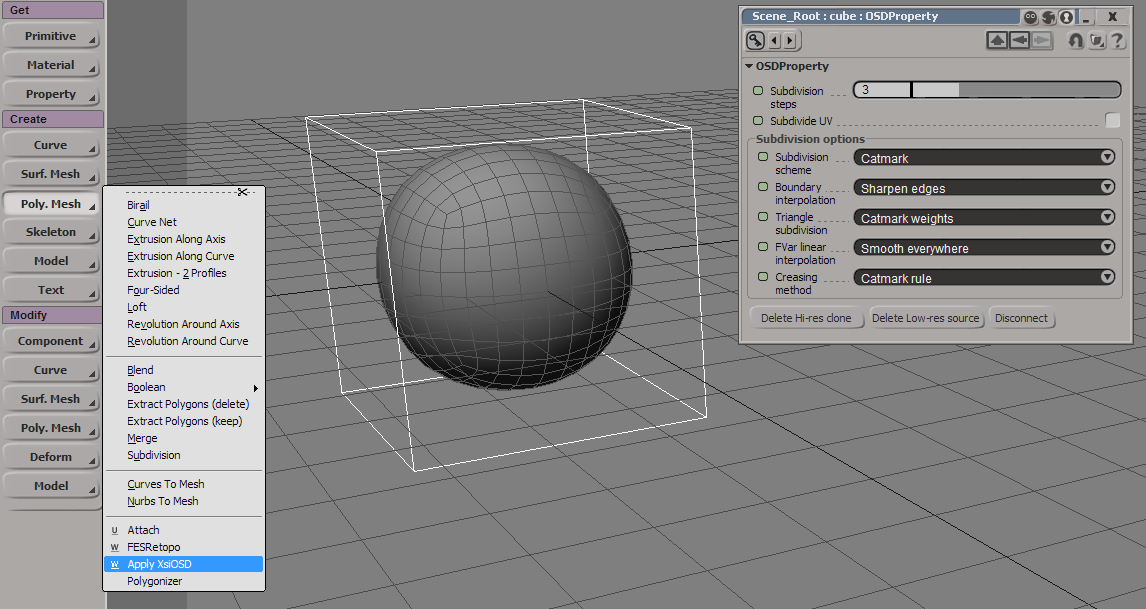 Get
Primitive
Material
Property
Create
Curve
Surf. Mesh
Poly. Mesh
Skeleton
Model
Text
Modify
Component
Curve
Surf. Mesh
Poly. Mesh
Deform
Model
Birail
Curve Net
Extrusion Along Axis
Extrusion Along Curve
Extrusion - 2 Profiles
Four-Sided
Loft
Revolution Around Axis
Revolution Around Curve
Blend
Boolean
Extract Polygons (delete)
Extract Polygons (keep)
Merge
Subdivision
Curves To Mesh
Nurbs To Mesh
U Attach
W FESRetopo
W Apply XsiOSD
Polygonizer
Scene_Root : cube : OSDProperty
OSDProperty
Subdivision steps 3
Subdivide UV
Subdivision options
Subdivision scheme Catmark
Boundary interpolation Sharpen edges
Triangle subdivision Catmark weights
FVar linear interpolation Smooth everywhere
Creasing method Catmark rule
Delete Hi-res clone Delete Low-res source Disconnect